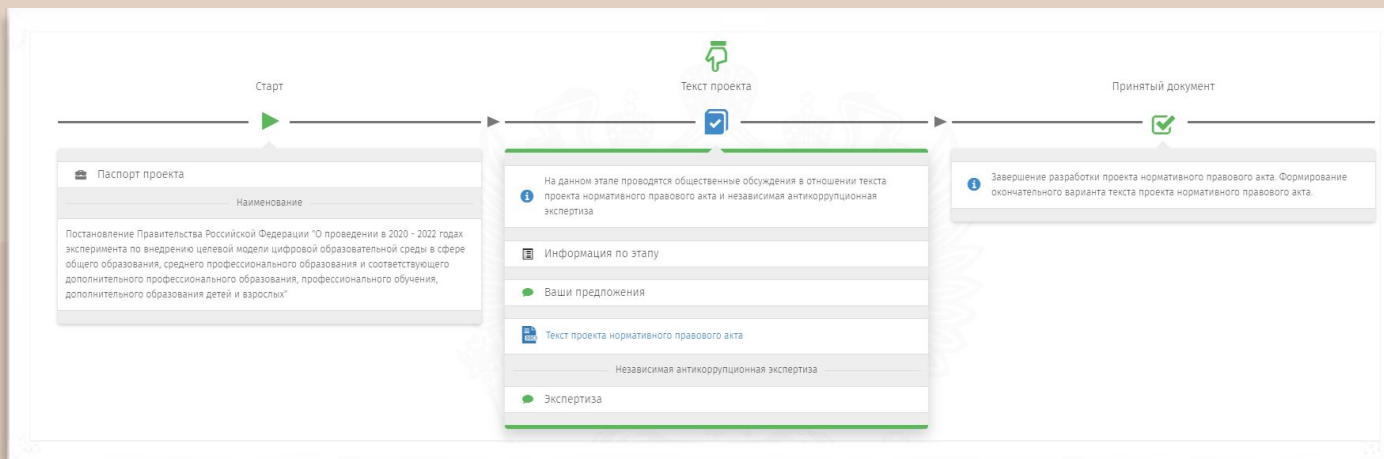 Старт
Паспорт проекта
Наименование
Постановление Правительства Российской Федерации "О проведении в 2020 - 2022 годах
эксперимента по внедрению целевой модели цифровой образовательной среды в сфере
общего образования, среднего профессионального образования и соответствующего
дополнительного профессионального образования, профессионального обучения,
дополнительного образования детей и взрослых"
Текст проекта
На данном этапе проводятся общественные обсуждения в отношении текста
проекта нормативного правового акта и независимая антикоррупционная
экспертиза
Информация по этапу
Ваши предложения
Текст проекта нормативного правового акта
Независимая антикоррупционная экспертиза
Экспертиза
Принятый документ
Завершение разработки проекта нормативного правового акта. Формирование
окончательного варианта текста проекта нормативного правового акта.